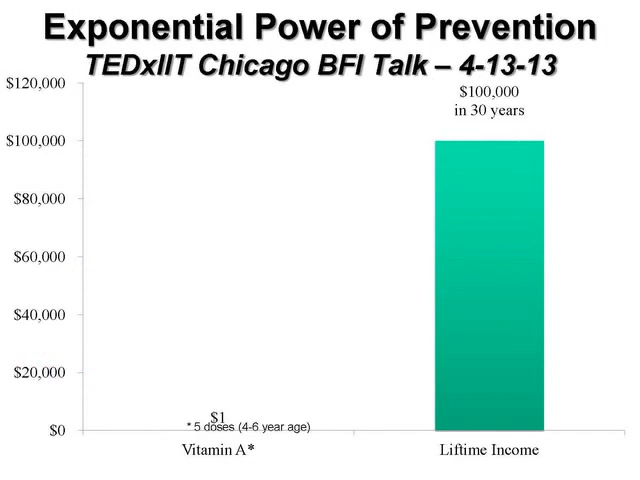 Exponential Power of Prevention
TEDxIIT Chicago BFI Talk – 4-13-13
$120,000
$100,000
in 30 years
$100,000
$80,000
$60,000
$40,000
$20,000
$1
* 5 doses (4-6 year age)
$0
Vitamin A*
Liftime Income